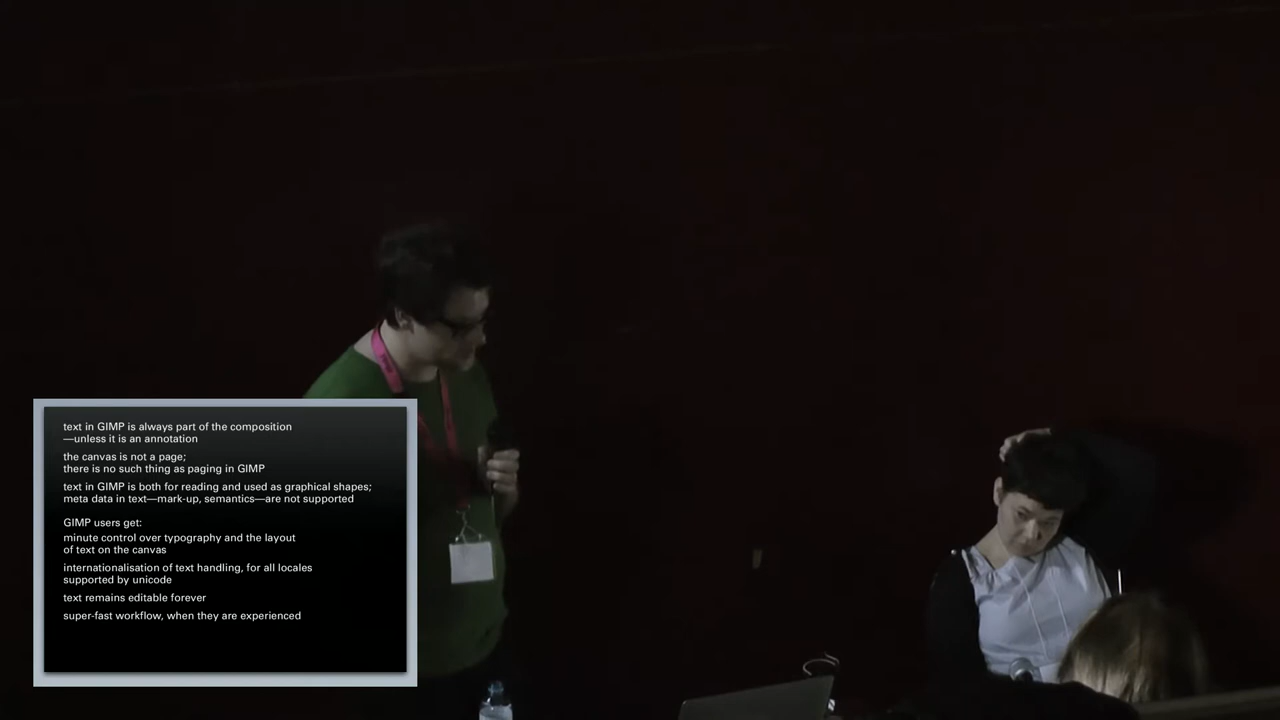 text in GIMP is always part of the composition
—unless it is an annotation
the canvas is not a page;
there is no such thing as paging in GIMP
text in GIMP is both for reading and used as graphical shapes;
meta data in text—mark-up, semantics—are not supported
GIMP users get:
minute control over typography and the layout
of text on the canvas
internationalisation of text handling, for all locales
supported by unicode
text remains editable forever
super-fast workflow, when they are experienced